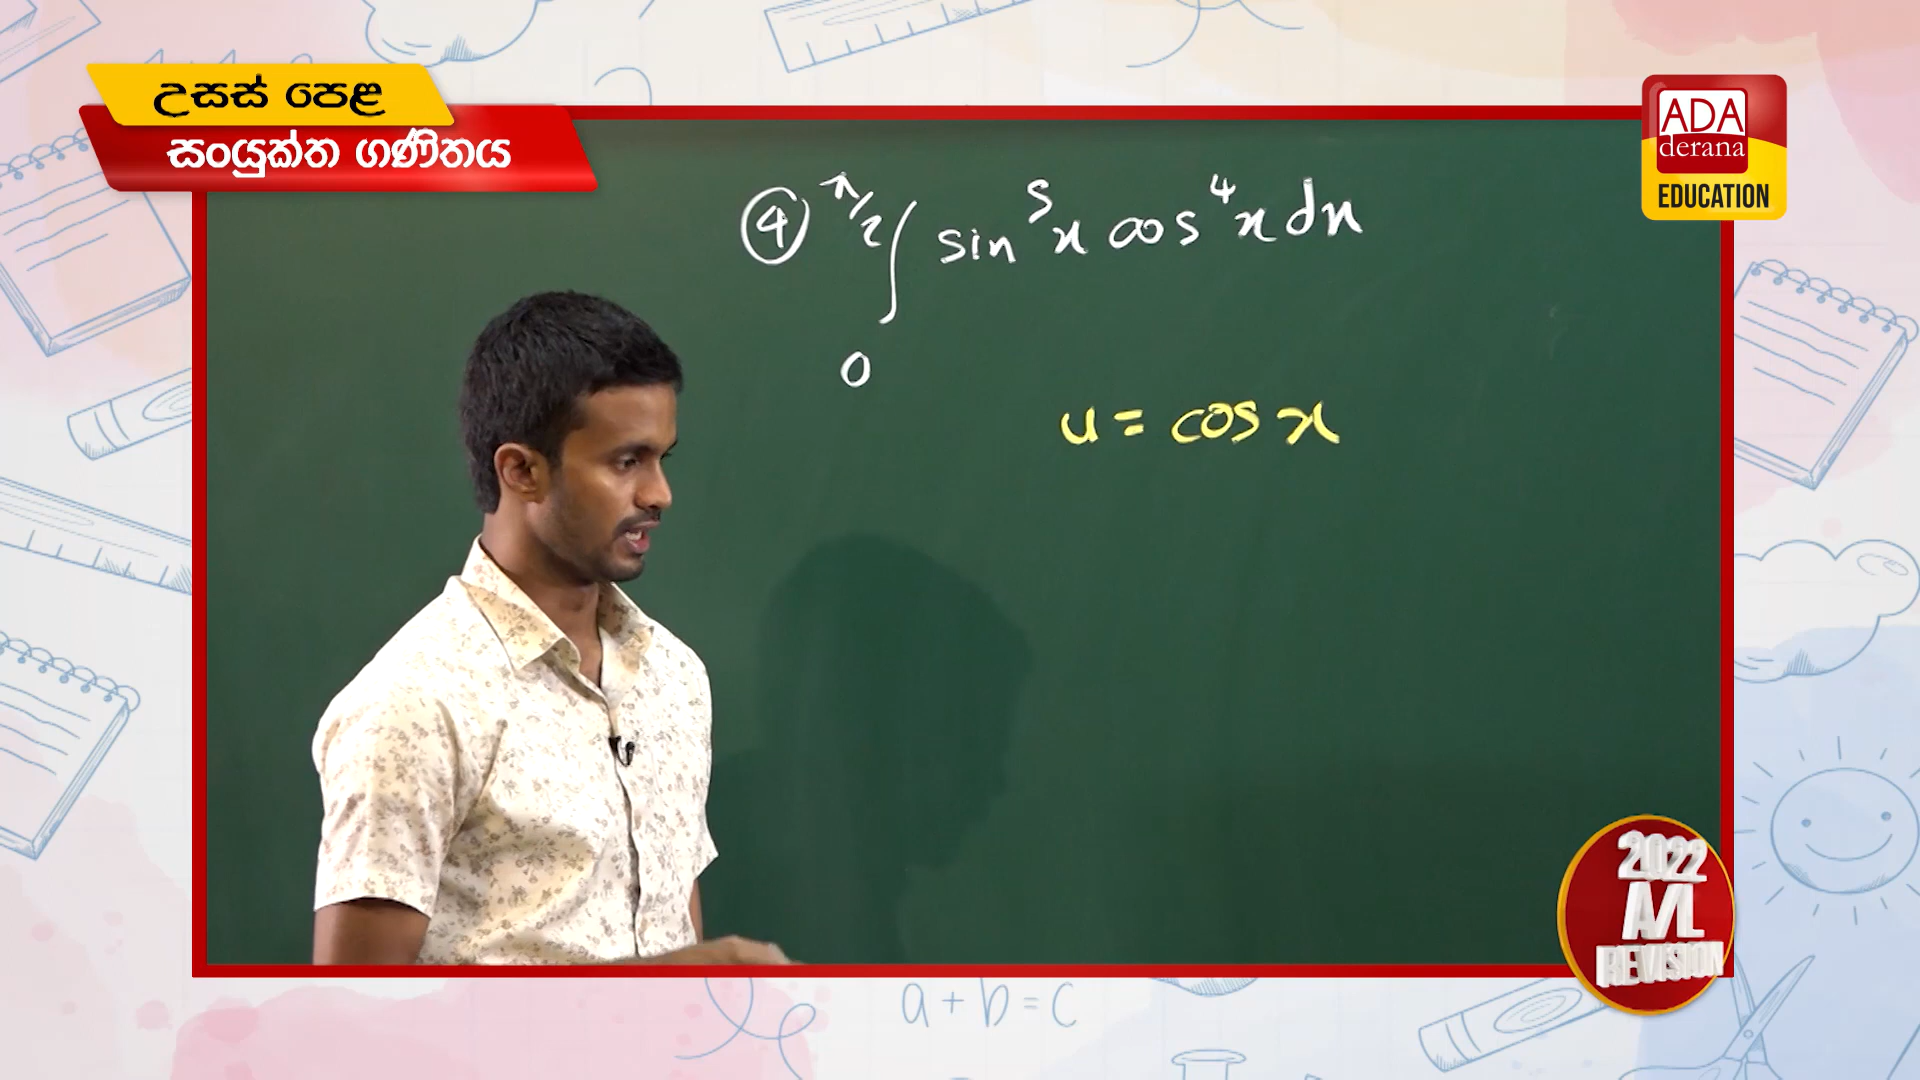 උසස් පෙළ
සංයුක්ත ගණිතය
ADA
derana
EDUCATION
④ π/2 ∫ sin⁵x cos⁴x dx
0
u = cos x
2022
A/L
REVISION
a + b = c